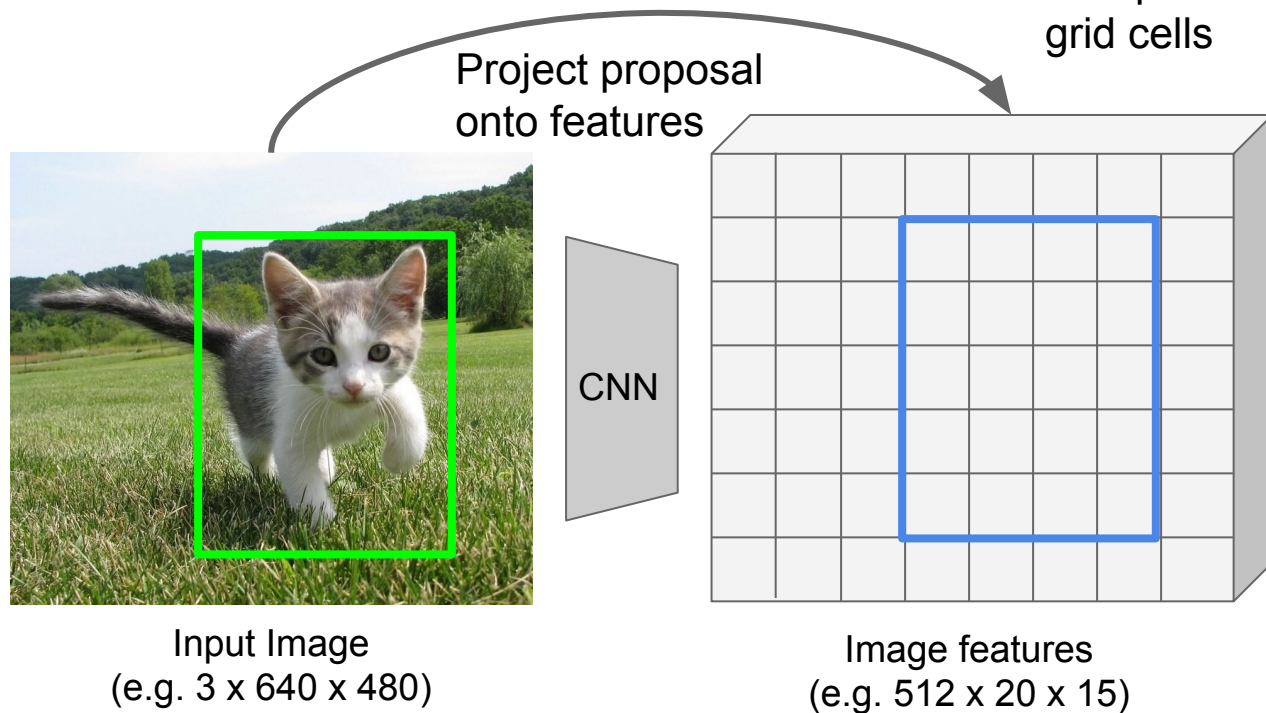 grid cells
Project proposal
onto features
CNN
Input Image
(e.g. 3 x 640 x 480)
Image features
(e.g. 512 x 20 x 15)